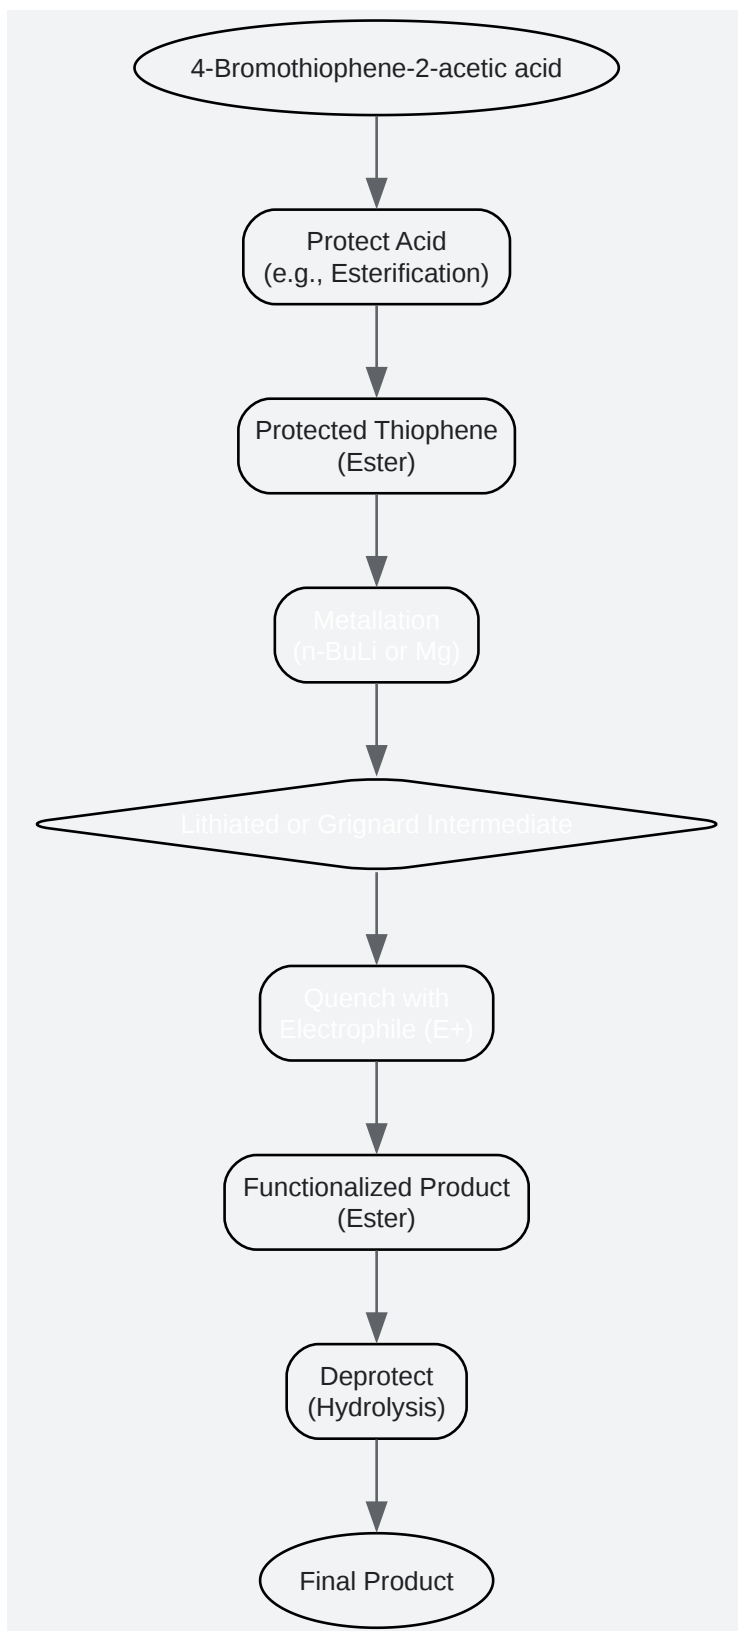 4-Bromothiophene-2-acetic acid
Protect Acid
(e.g., Esterification)
Protected Thiophene
(Ester)
Metallation
(n-BuLi or Mg)
Lithiated or Grignard Intermediate
Quench with
Electrophile (E+)
Functionalized Product
(Ester)
Deprotect
(Hydrolysis)
Final Product